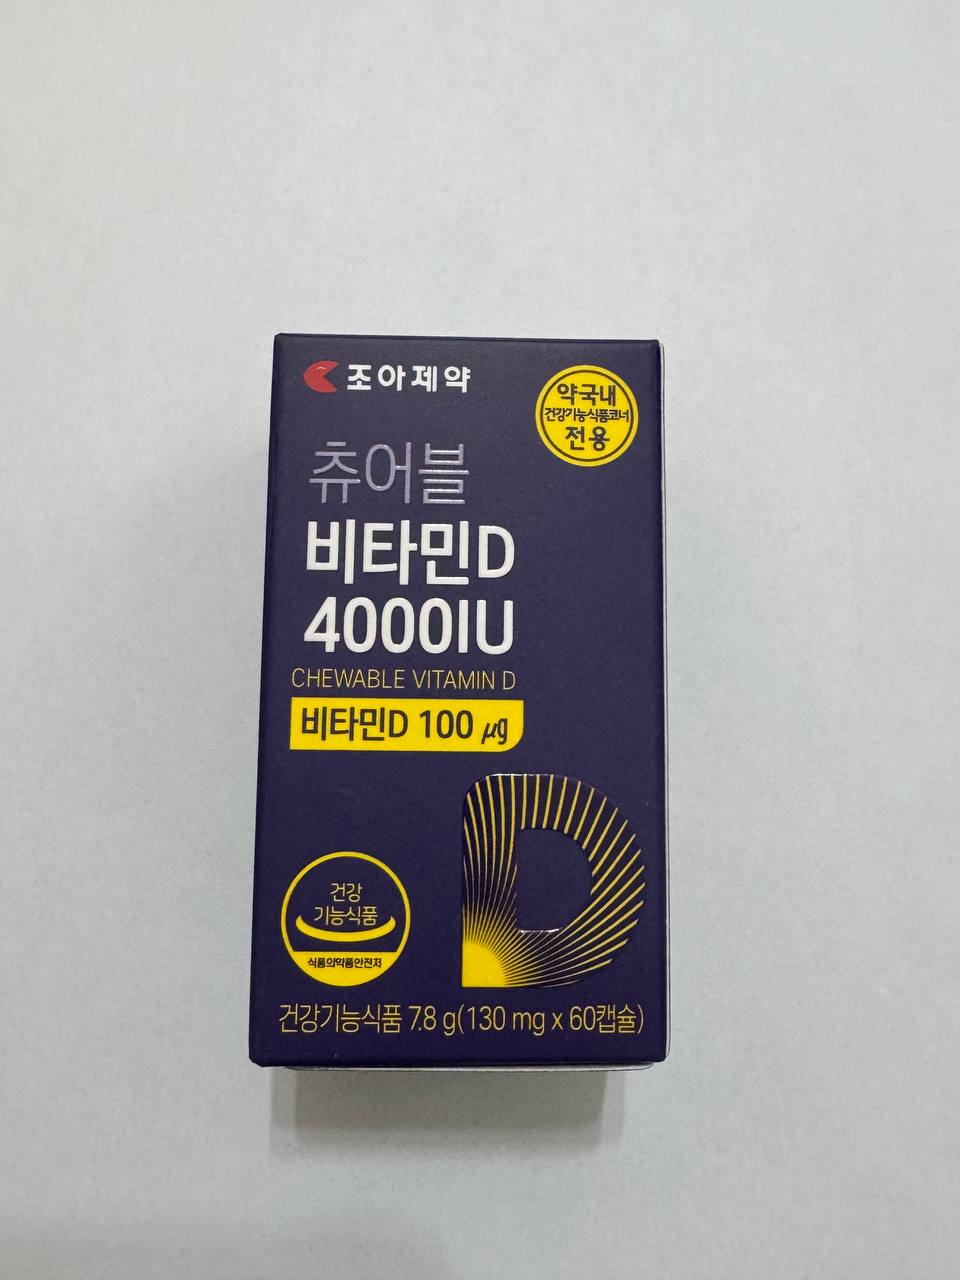 조아제약
약국내
건강기능식품코너
전용
츄어블
비타민D
4000IU
CHEWABLE VITAMIN D
비타민D 100 µg
건강
기능식품
식품의약품안전처
건강기능식품 7.8 g(130 mg x 60캡슐)